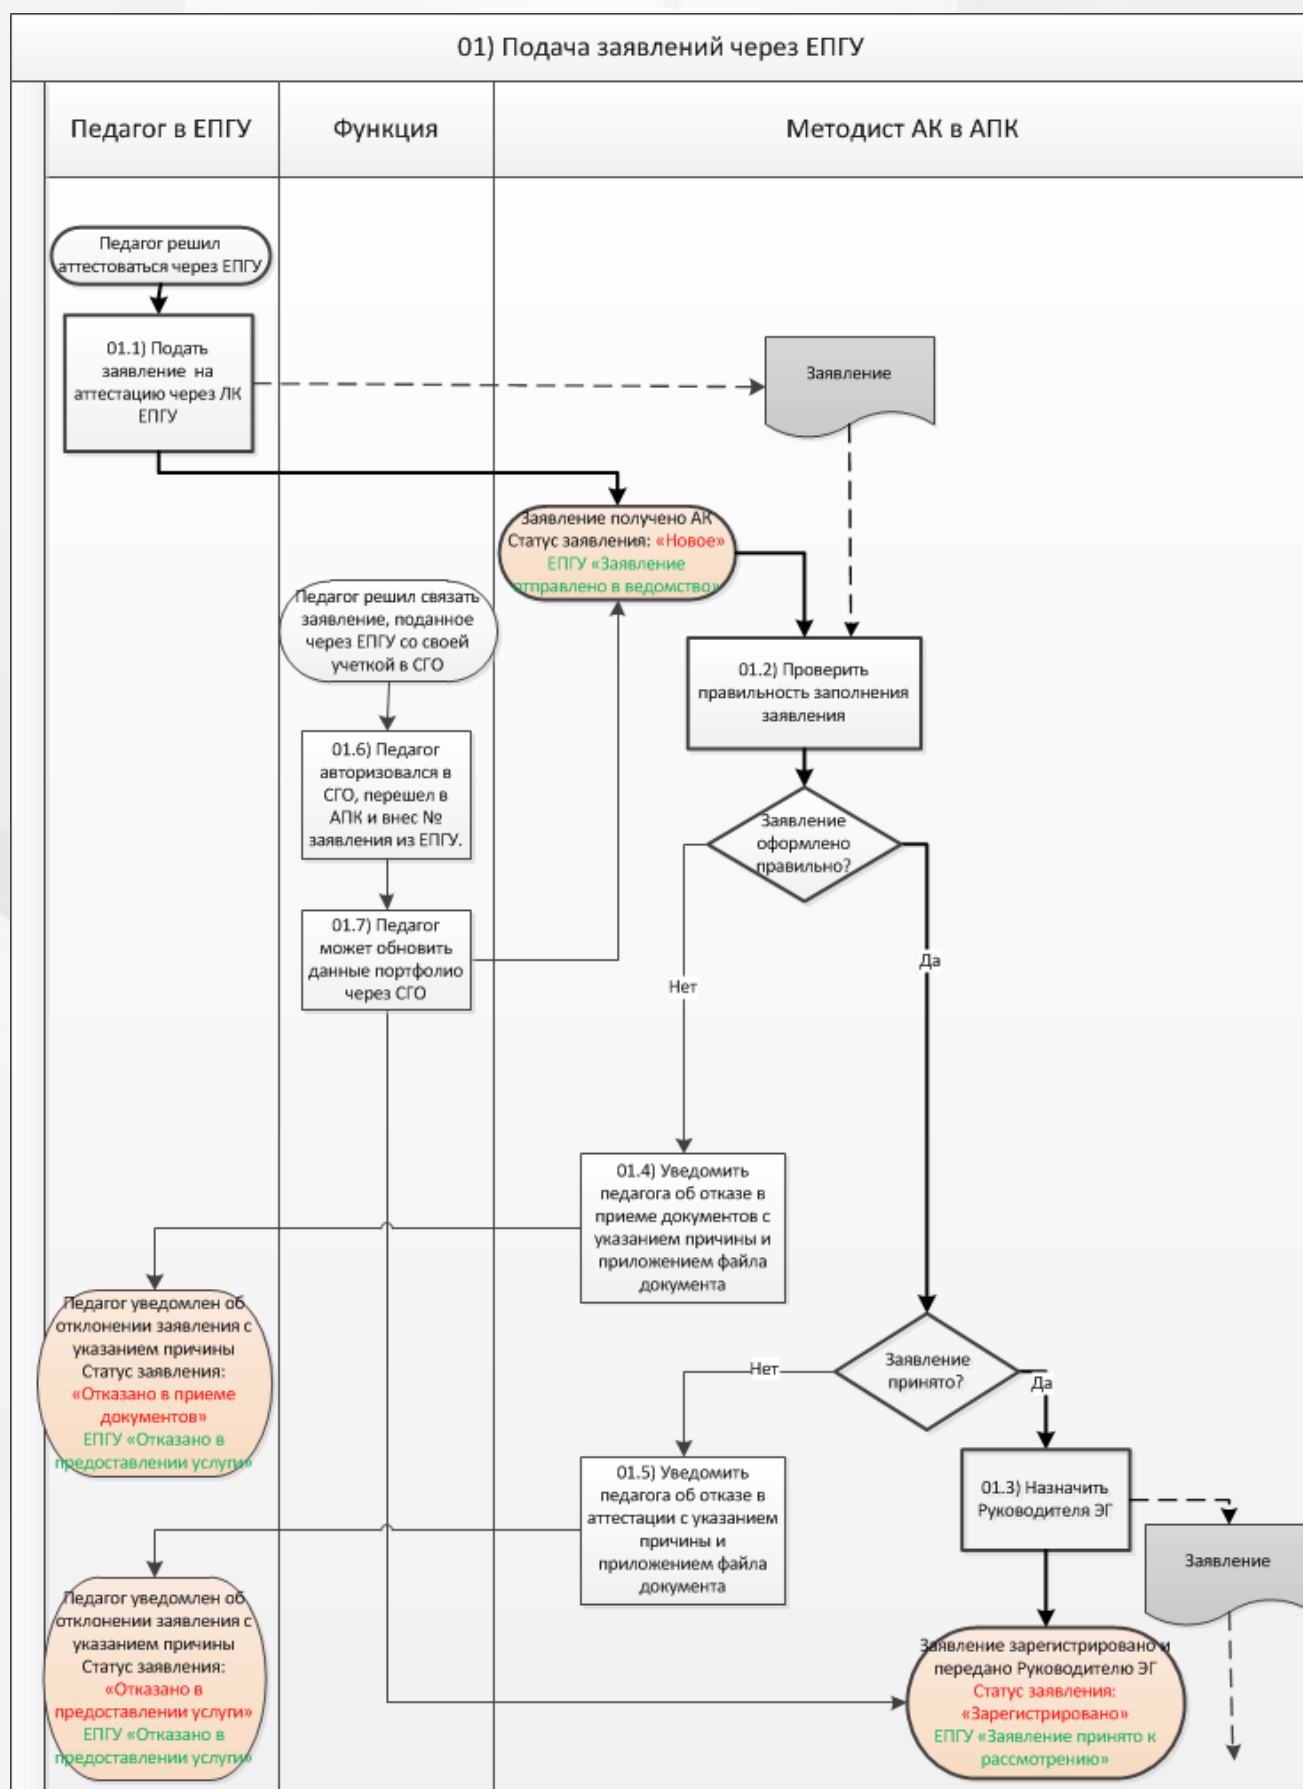 01) Подача заявлений через ЕПГУ
Педагог в ЕПГУ
Функция
Методист АК в АПК
Педагог решил
аттестоваться через ЕПГУ
01.1) Подать
заявление на
аттестацию через ЛК
ЕПГУ
Заявление
Заявление получено АК
Статус заявления: «Новое»
ЕПГУ «Заявление
отправлено в ведомство»
Педагог решил связать
заявление, поданное
через ЕПГУ со своей
учеткой в СГО
01.2) Проверить
правильность заполнения
заявления
01.6) Педагог
авторизовался в
СГО, перешел в
АПК и внес №
заявления из ЕПГУ.
Заявление
оформлено
правильно?
01.7) Педагог
может обновить
данные портфолио
через СГО
Да
Нет
01.4) Уведомить
педагога об отказе в
приеме документов с
указанием причины и
приложением файла
документа
Педагог уведомлен об
отклонении заявления с
указанием причины
Статус заявления:
«Отказано в приеме
документов»
ЕПГУ «Отказано в
предоставлении услуги»
Заявление
принято?
Нет
Да
01.5) Уведомить
педагога об отказе в
аттестации с указанием
причины и
приложением файла
документа
01.3) Назначить
Руководителя ЭГ
Заявление
Педагог уведомлен об
отклонении заявления с
указанием причины
Статус заявления:
«Отказано в
предоставлении услуги»
ЕПГУ «Отказано в
предоставлении услуги»
Заявление зарегистрировано и
передано Руководителю ЭГ
Статус заявления:
«Зарегистрировано»
ЕПГУ «Заявление принято к
рассмотрению»